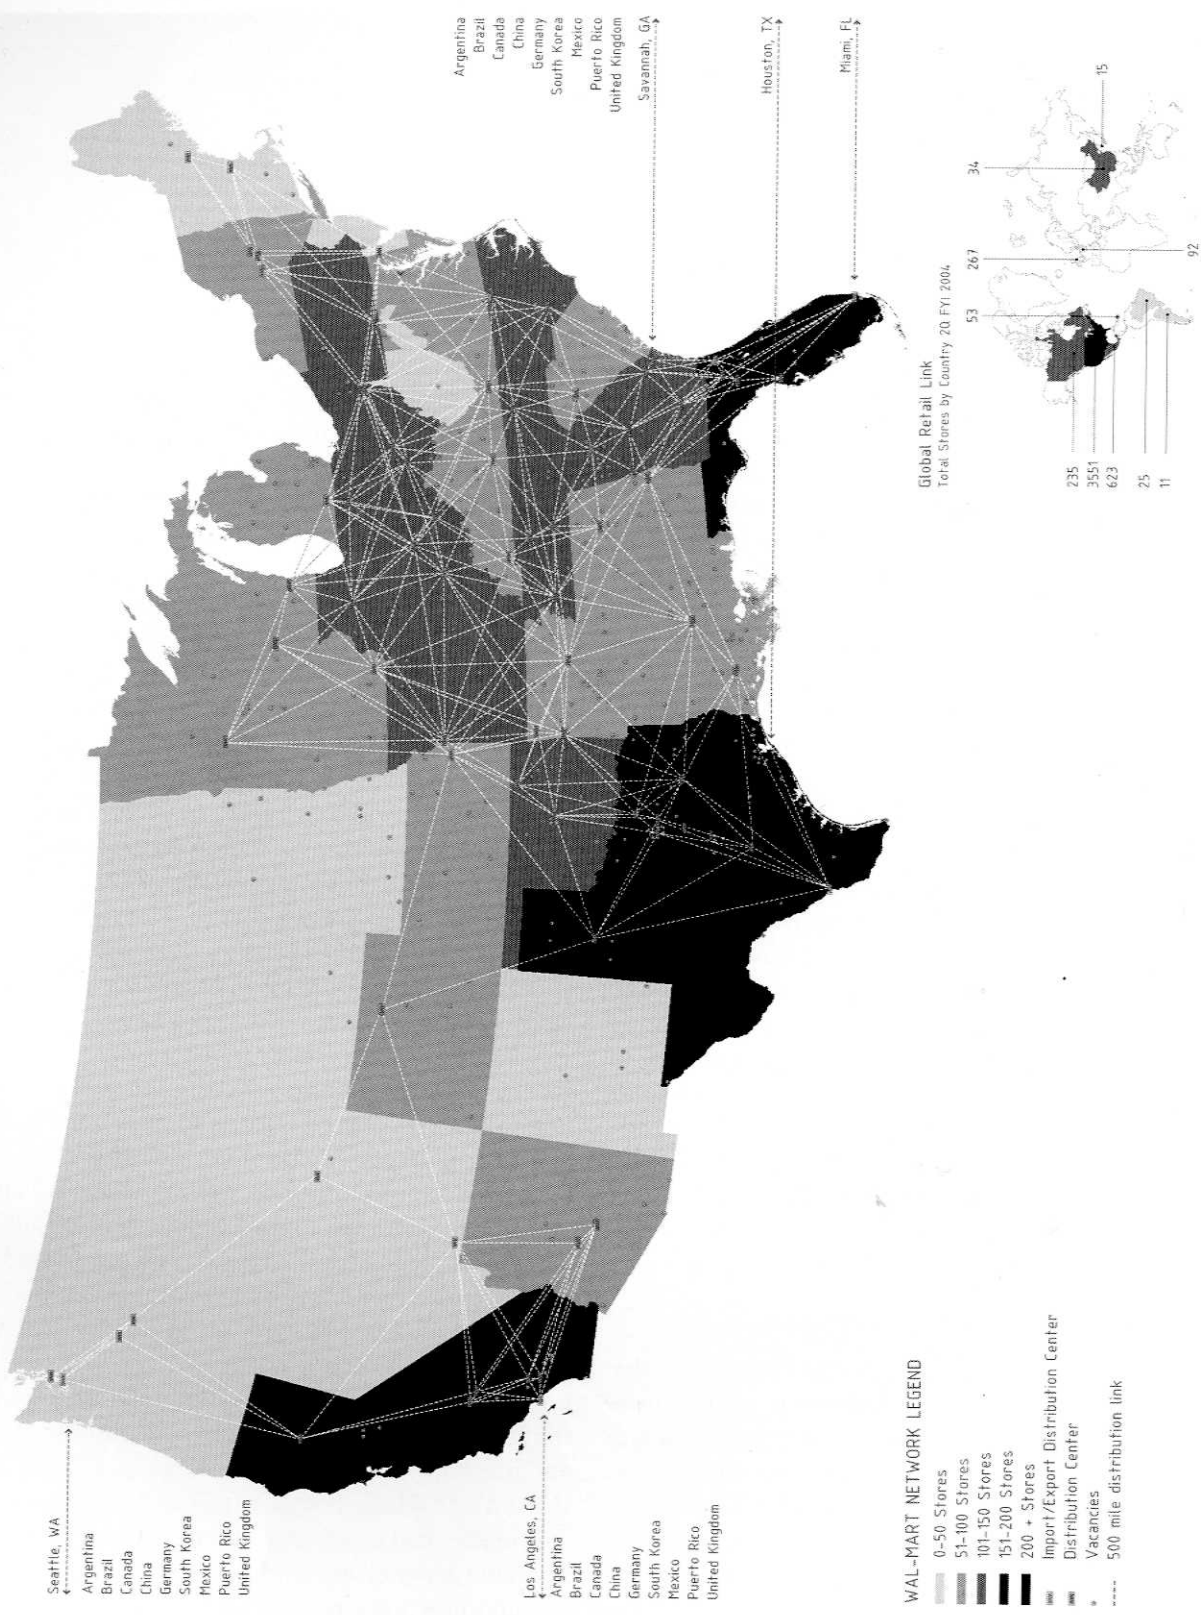 Seattle, WA
Argentina
Brazil
Canada
China
Germany
South Korea
Mexico
Puerto Rico
United Kingdom
Los Angeles, CA
Argentina
Brazil
Canada
China
Germany
South Korea
Mexico
Puerto Rico
United Kingdom
Argentina
Brazil
Canada
China
Germany
South Korea
Mexico
Puerto Rico
United Kingdom
Savannah, GA
Houston, TX
Miami, FL
WAL-MART NETWORK LEGEND
0-50 Stores
51-100 Stores
101-150 Stores
151-200 Stores
200 + Stores
Import/Export Distribution Center
Distribution Center
Vacancies
500 mile distribution link
Global Retail Link
Total Stores by Country 2Q FYI 2004
53
267
34
235
3551
623
25
11
92
15